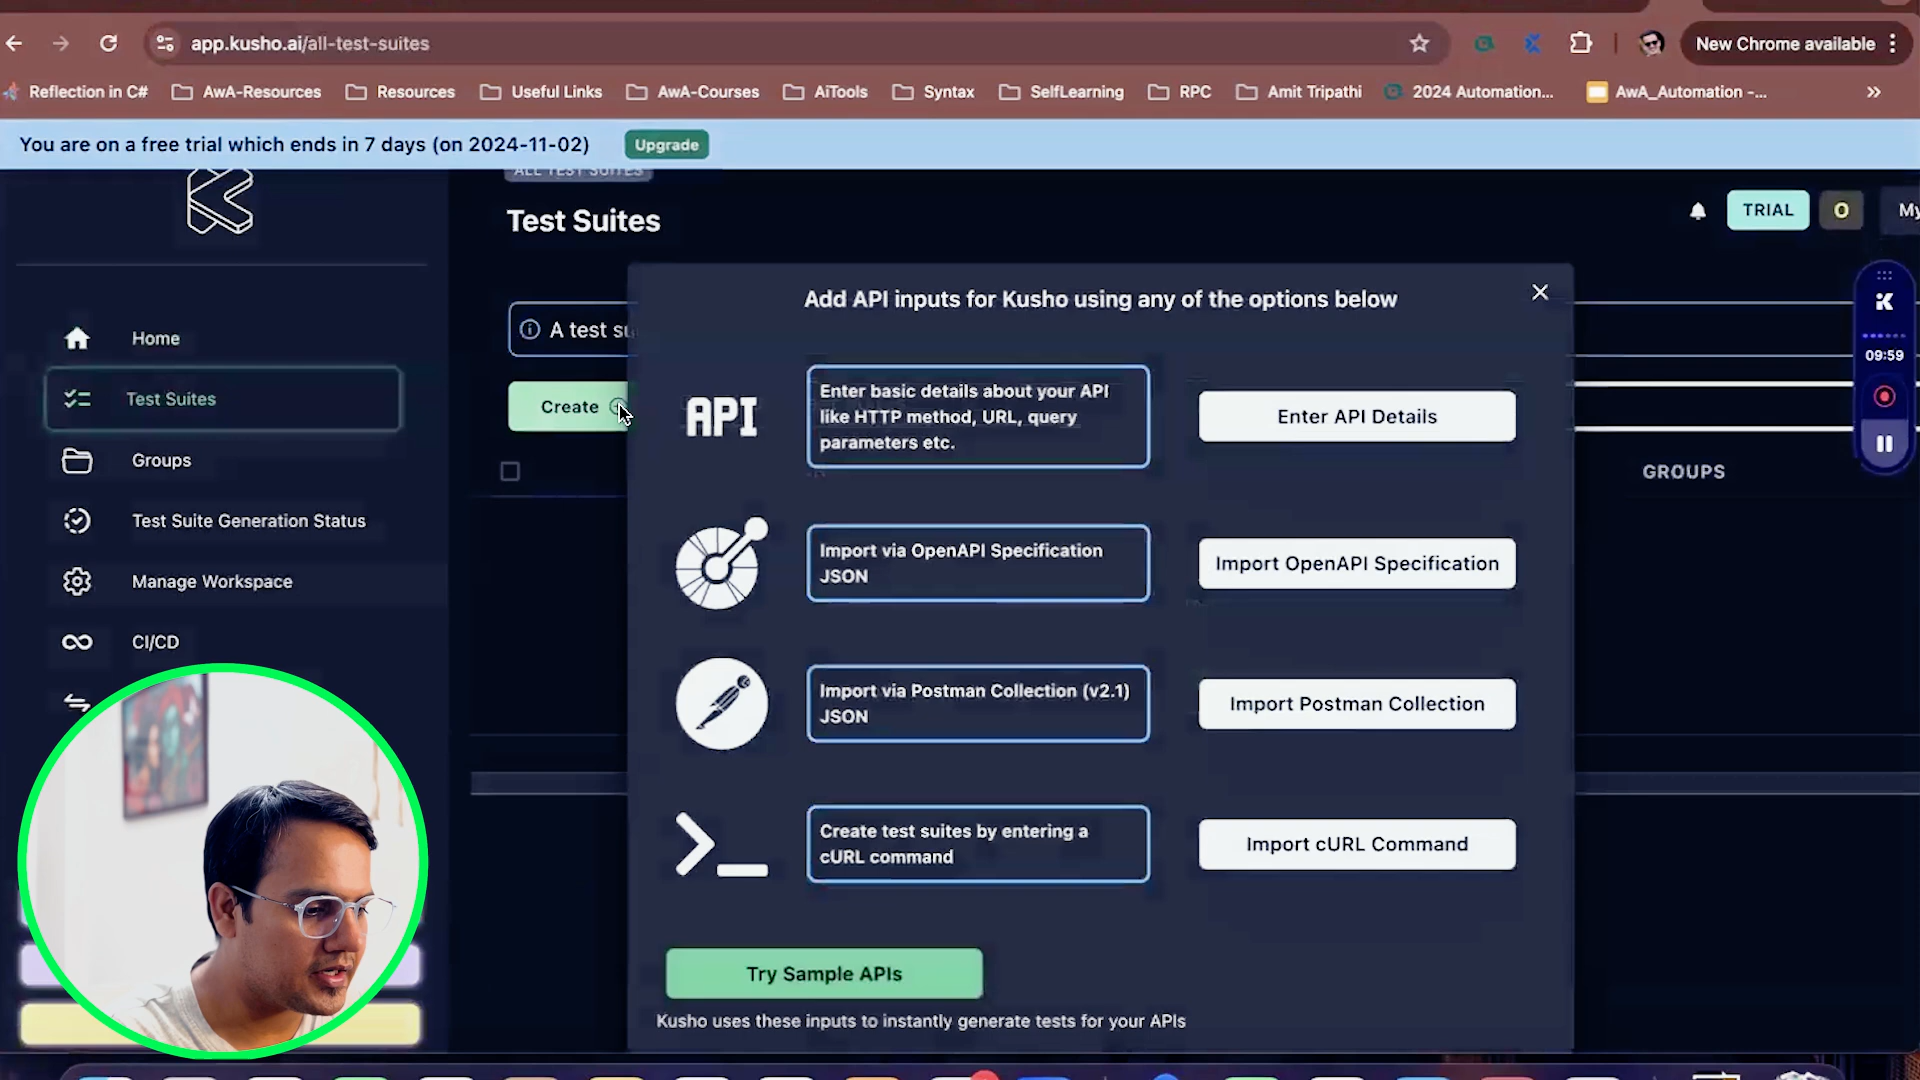 app.kusho.ai/all-test-suites
New Chrome available
Reflection in C#
AwA-Resources
Resources
Useful Links
AwA-Courses
AiTools
Syntax
SelfLearning
RPC
Amit Tripathi
2024 Automation...
AwA_Automation -...
»
You are on a free trial which ends in 7 days (on 2024-11-02)
Upgrade
ALL TEST SUITES
Test Suites
TRIAL
O
My
Home
Test Suites
Groups
Test Suite Generation Status
Manage Workspace
CI/CD
A test su
Create
Add API inputs for Kusho using any of the options below
API
Enter basic details about your API
like HTTP method, URL, query
parameters etc.
Enter API Details
Import via OpenAPI Specification
JSON
Import OpenAPI Specification
Import via Postman Collection (v2.1)
JSON
Import Postman Collection
Create test suites by entering a
cURL command
Import cURL Command
Try Sample APIs
Kusho uses these inputs to instantly generate tests for your APIs
GROUPS
09:59